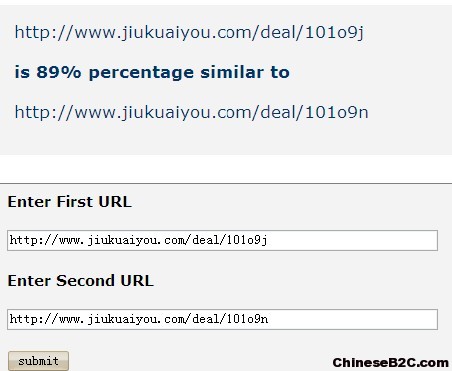 http://www.jiukuaiyou.com/deal/101o9j
is 89% percentage similar to
http://www.jiukuaiyou.com/deal/101o9n
Enter First URL
http://www.jiukuaiyou.com/deal/101o9j
Enter Second URL
http://www.jiukuaiyou.com/deal/101o9n
submit
ChineseB2C.com